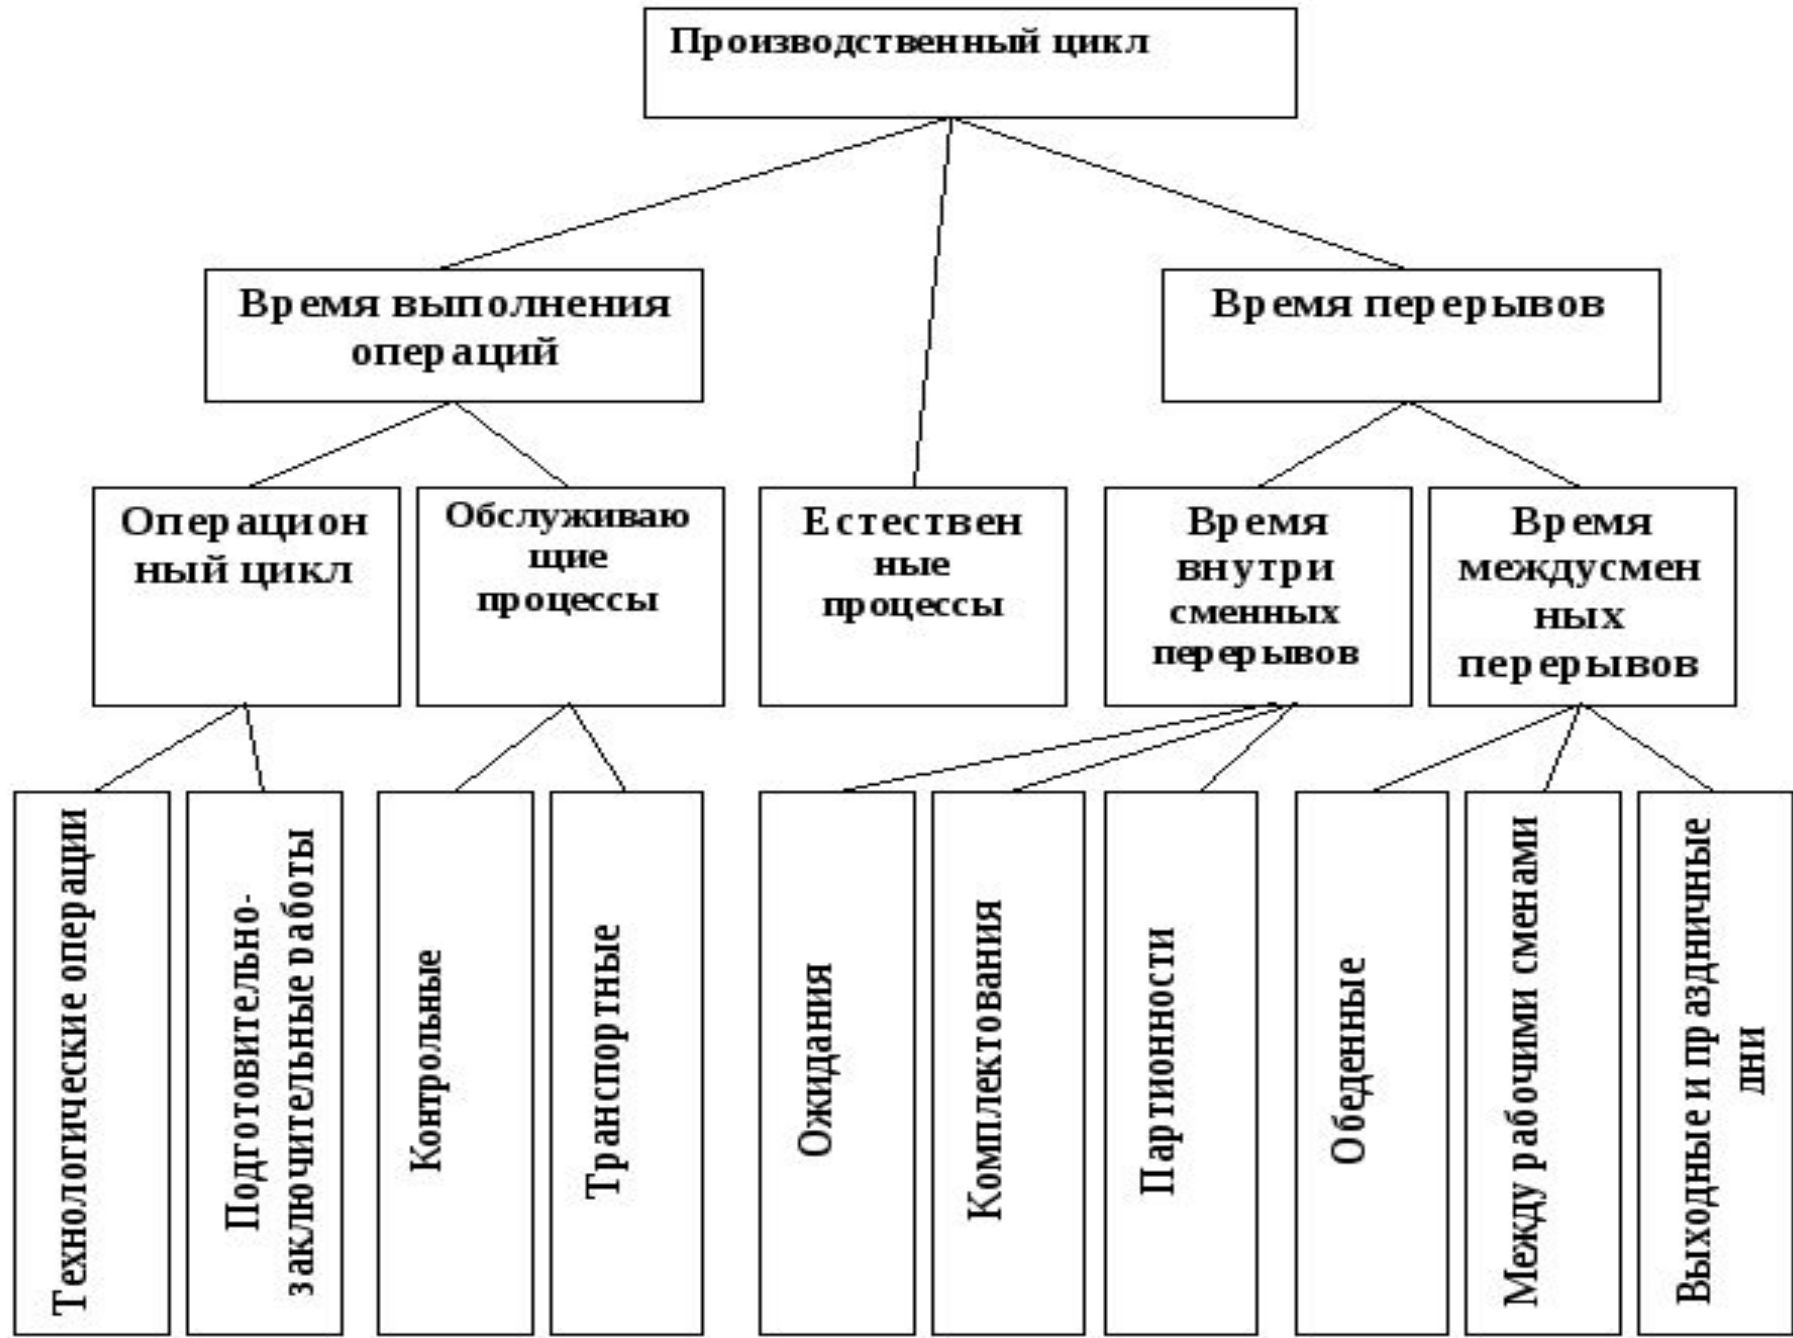 Производственный цикл
Время выполнения
операций
Время перерывов
Операцион
ный цикл
Обслуживаю
щие
процессы
Естествен
ные
процессы
Время
внутри
сменных
перерывов
Время
междусмен
ных
перерывов
Технологические операции
Подготовительно-
заключительные работы
Контрольные
Транспортные
Ожидания
Комплектования
Партионности
Обеденные
Между рабочими сменами
Выходные и праздничные
дни